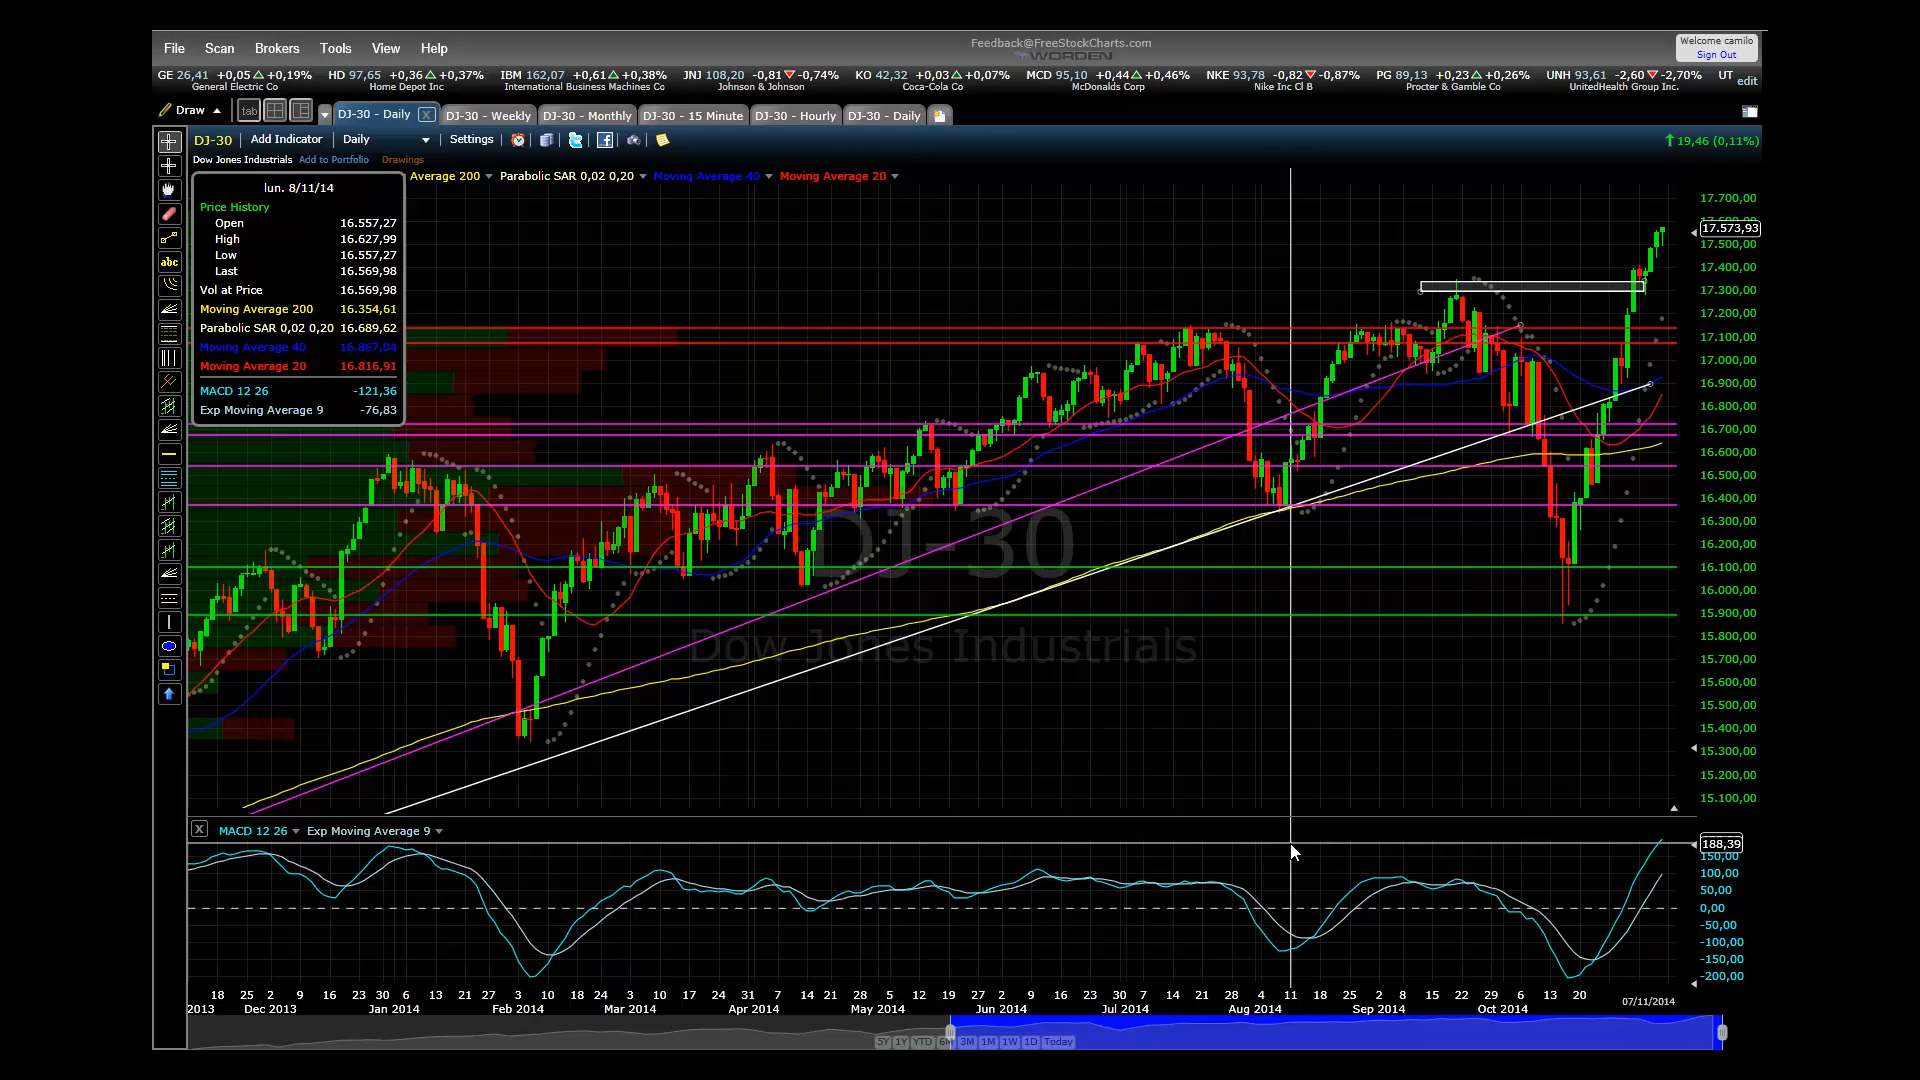 File Scan Brokers Tools View Help
Feedback@FreeStockCharts.com
WORDEN
Welcome camilo
Sign Out
GE 26,41 +0,05 +0,19% HD 97,65 +0,36 +0,37% IBM 162,07 +0,61 +0,38% JNJ 108,20 -0,81 -0,74% KO 42,32 +0,03 +0,07% MCD 95,10 +0,44 +0,46% NKE 93,78 -0,82 -0,87% PG 89,13 +0,23 +0,26% UNH 93,61 -2,60 -2,70% UT edit
General Electric Co Home Depot Inc International Business Machines Co Johnson & Johnson Coca-Cola Co McDonalds Corp Nike Inc Cl B Procter & Gamble Co UnitedHealth Group Inc.
Draw tab DJ-30 - Daily X DJ-30 - Weekly DJ-30 - Monthly DJ-30 - 15 Minute DJ-30 - Hourly DJ-30 - Daily
DJ-30 Add Indicator Daily Settings 19,46 (0,11%)
Dow Jones Industrials Add to Portfolio Drawings
Average 200 Parabolic SAR 0,02 0,20 Moving Average 40 Moving Average 20
lun. 8/11/14
Price History
Open 16.557,27
High 16.627,99
Low 16.557,27
Last 16.569,98
Vol at Price 16.569,98
Moving Average 200 16.354,61
Parabolic SAR 0,02 0,20 16.689,62
Moving Average 40 16.867,04
Moving Average 20 16.816,91
MACD 12 26 -121,36
Exp Moving Average 9 -76,83
abc
DJ-30
Dow Jones Industrials
17.700,00
17.600,00
17.573,93
17.500,00
17.400,00
17.300,00
17.200,00
17.100,00
17.000,00
16.900,00
16.800,00
16.700,00
16.600,00
16.500,00
16.400,00
16.300,00
16.200,00
16.100,00
16.000,00
15.900,00
15.800,00
15.700,00
15.600,00
15.500,00
15.400,00
15.300,00
15.200,00
15.100,00
X MACD 12 26 Exp Moving Average 9
188,39
150,00
100,00
50,00
0,00
-50,00
-100,00
-150,00
-200,00
18 25 2 9 16 23 30 6 13 21 27 3 10 18 24 3 10 17 24 31 7 14 21 28 5 12 19 27 2 9 16 23 30 7 14 21 28 4 11 18 25 2 8 15 22 29 6 13 20
2013 Dec 2013 Jan 2014 Feb 2014 Mar 2014 Apr 2014 May 2014 Jun 2014 Jul 2014 Aug 2014 Sep 2014 Oct 2014 07/11/2014
5Y 1Y YTD 6M 3M 1M 1W 1D Today